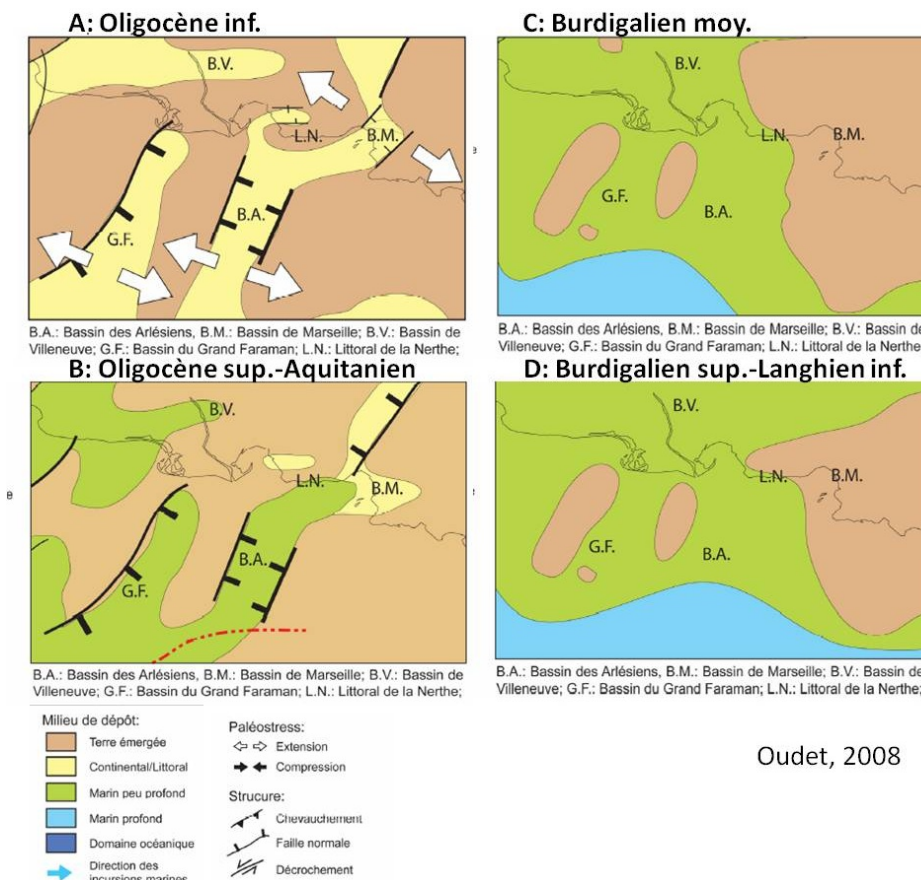 A: Oligocène inf.
B.V.
L.N.
B.M.
B.A.
G.F.
B.A.: Bassin des Arlésiens, B.M.: Bassin de Marseille; B.V.: Bassin de
Villeneuve; G.F.: Bassin du Grand Faraman; L.N.: Littoral de la Nerthe;
C: Burdigalien moy.
B.V.
L.N.
B.M.
G.F.
B.A.
e
B.A.: Bassin des Arlésiens, B.M.: Bassin de Marseille; B.V.: Bassin de
Villeneuve; G.F.: Bassin du Grand Faraman; L.N.: Littoral de la Nerthe;
B: Oligocène sup.-Aquitanien
B.V.
L.N.
B.M.
B.A.
G.F.
e
B.A.: Bassin des Arlésiens, B.M.: Bassin de Marseille; B.V.: Bassin de
Villeneuve; G.F.: Bassin du Grand Faraman; L.N.: Littoral de la Nerthe;
D: Burdigalien sup.-Langhien inf.
B.V.
L.N.
B.M.
G.F.
B.A.
e
B.A.: Bassin des Arlésiens, B.M.: Bassin de Marseille; B.V.: Bassin de
Villeneuve; G.F.: Bassin du Grand Faraman; L.N.: Littoral de la Nerthe;
Milieu de dépôt:
Terre émergée
Continental/Littoral
Marin peu profond
Marin profond
Domaine océanique
Direction des
incursions marines
Paléostress:
Extension
Compression
Strucure:
Chevauchement
Faille normale
Décrochement
Oudet, 2008